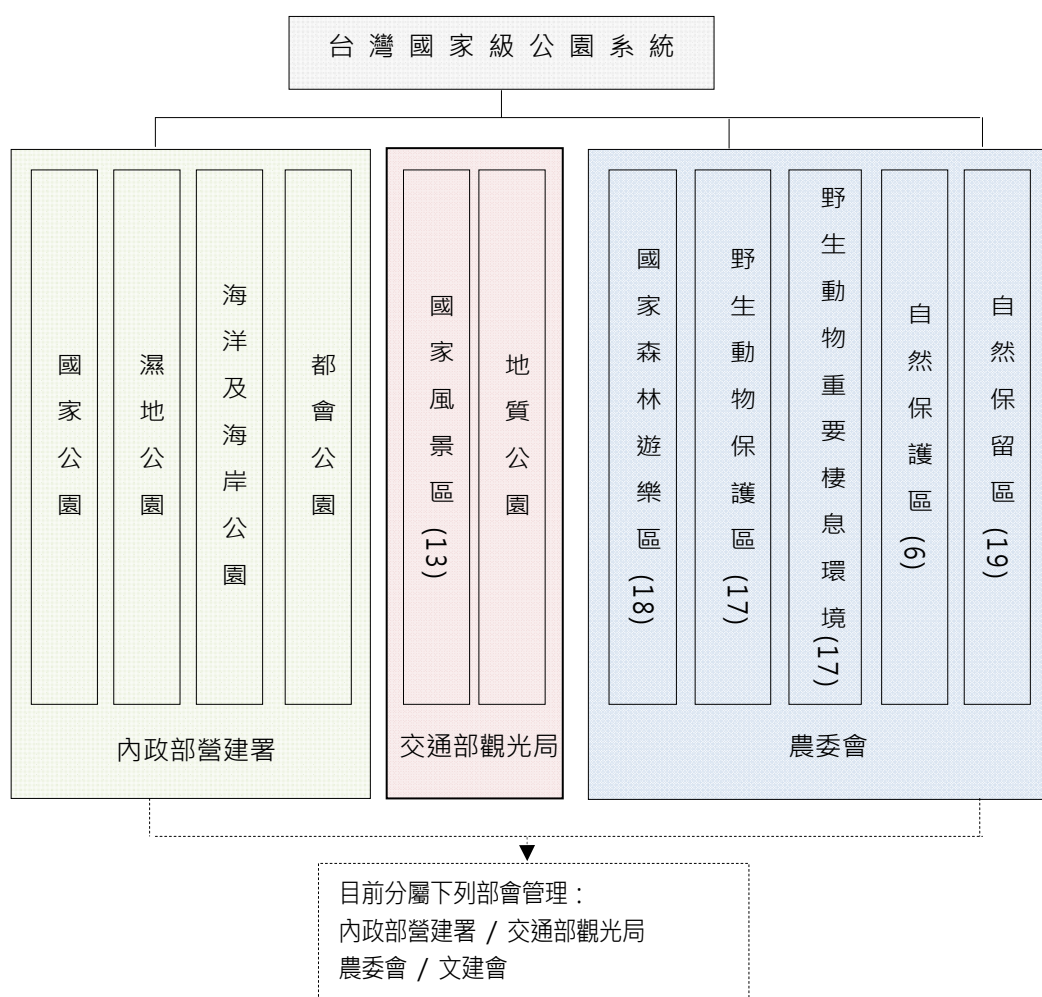 台灣國家級公園系統
國家公園
濕地公園
海洋及海岸公園
都會公園
內政部營建署
國家風景區(13)
地質公園
交通部觀光局
國家森林遊樂區(18)
野生動物保護區(17)
野生動物重要棲息環境(17)
自然保護區(6)
自然保留區(19)
農委會
目前分屬下列部會管理：
內政部營建署 / 交通部觀光局
農委會 / 文建會